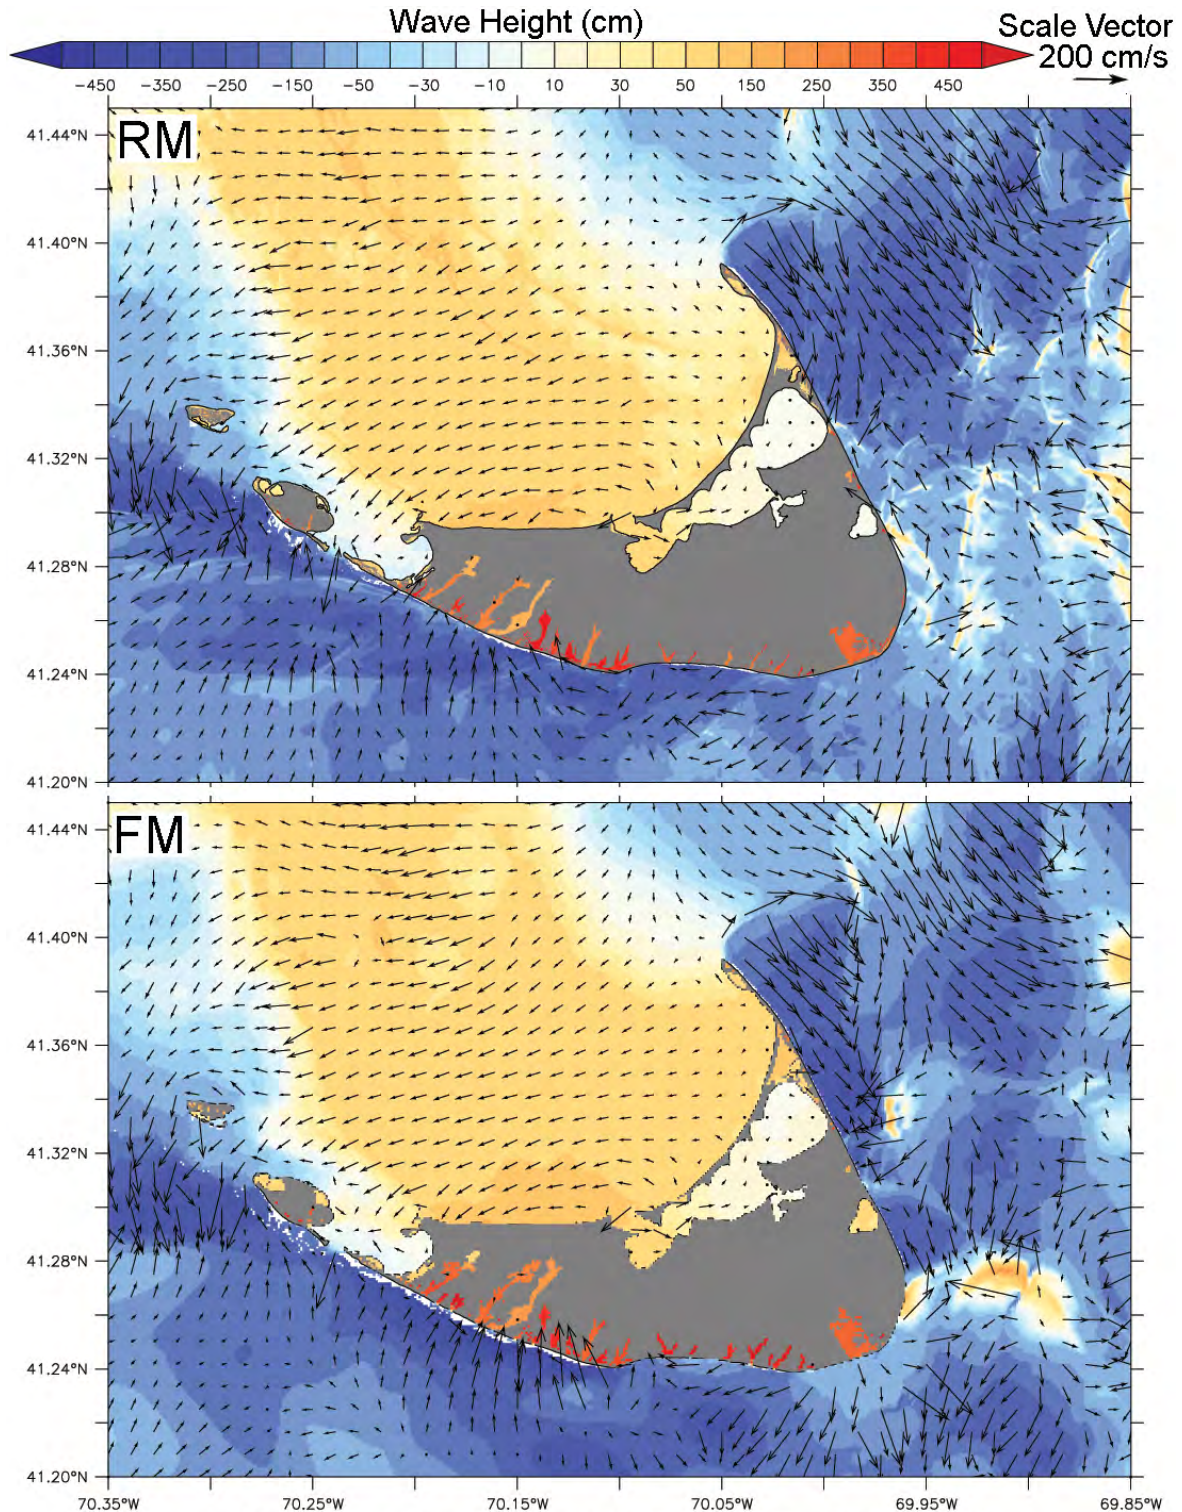 Wave Height (cm)
Scale Vector
200 cm/s
−450 −350 −250 −150 −50 −30 −10 10 30 50 150 250 350 450
RM
41.44°N
41.40°N
41.36°N
41.32°N
41.28°N
41.24°N
41.20°N
FM
41.44°N
41.40°N
41.36°N
41.32°N
41.28°N
41.24°N
41.20°N
70.35°W 70.25°W 70.15°W 70.05°W 69.95°W 69.85°W